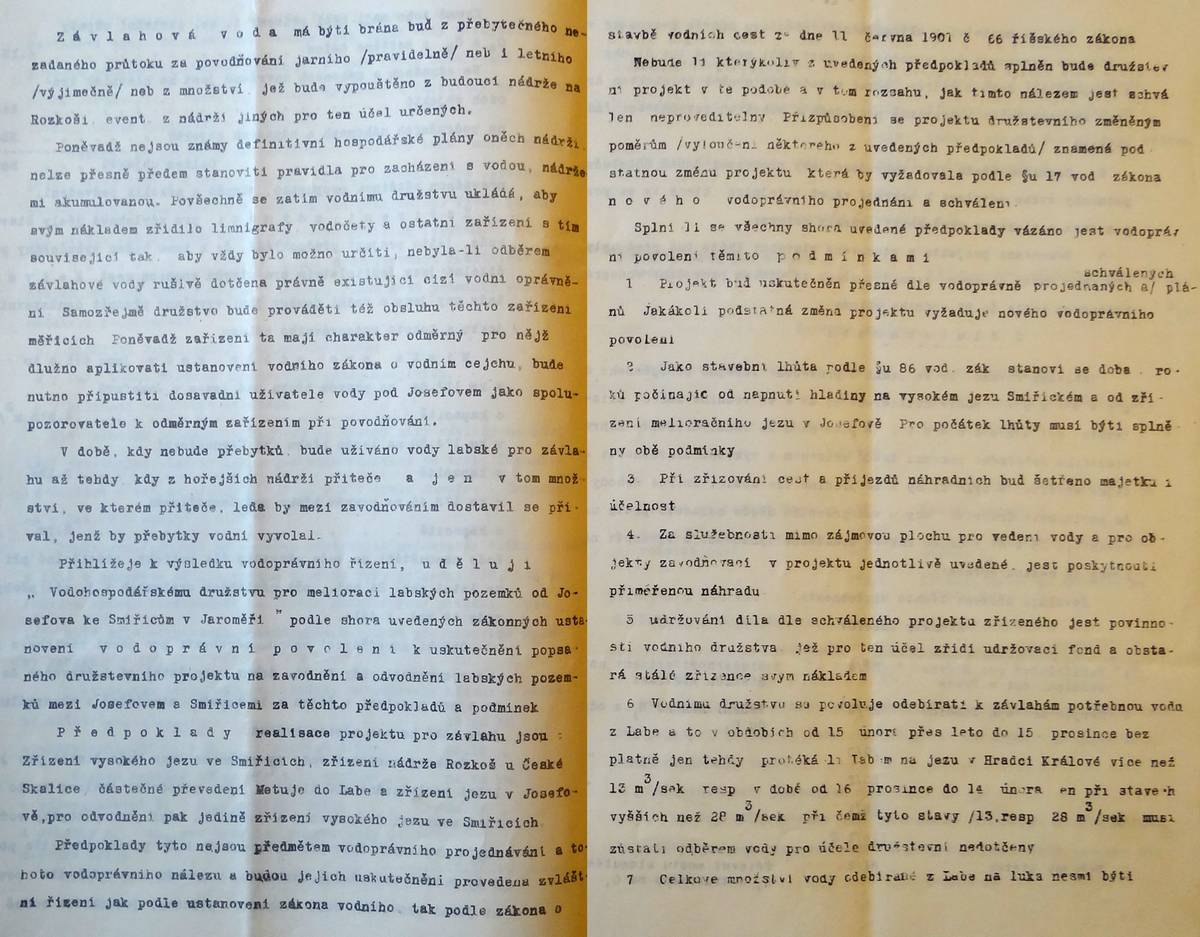 Z á v l a h o v á  v o d a má býti brána buď z přebytečného ne-
zadaného průtoku za povodňování jarního /pravidelně/ neb i letního
/výjimečně/ neb z množství jež bude vypouštěno z budoucí nádrže na
Rozkoši event z nádrží jiných pro ten účel určených.
Poněvadž nejsou známy definitivní hospodářské plány oněch nádrží
nelze přesně předem stanoviti pravidla pro zacházení s vodou, nádrže
mi akumulovanou. Povšechně se zatím vodnímu družstvu ukládá, aby
svým nákladem zřídilo limnigrafy vodočety a ostatní zařízení s tím
související tak aby vždy bylo možno určiti, nebyla-li odběrem
závlahové vody rušivě dotčena právně existující cizí vodní oprávně-
ní Samozřejmě družstvo bude prováděti též obsluhu těchto zařízení
měřících Poněvadž zařízení ta mají charakter odměrný pro nějž
dlužno aplikovati ustanovení vodního zákona o vodním cejchu, bude
nutno připustiti dosavadní uživatele vody pod Josefovem jako spolu-
pozorovatele k odměrným zařízením při povodňování.
V době, kdy nebude přebytků bude užíváno vody labské pro závla-
hu až tehdy kdy z hořejších nádrží přiteče a j e n v tom množ-
ství, ve kterém přiteče, leda by mezi zavodňováním dostavil se pří-
val, jenž by přebytky vodní vyvolal.
Přihlížeje k výsledku vodoprávního řízení, u d ě l u j i
„ Vodohospodářskému družstvu pro melioraci labských pozemků od Jo-
sefova ke Smiřicům v Jaroměři " podle shora uvedených zákonných usta-
novení v o d o p r á v n í p o v o l e n í k uskutečnění popsa-
ného družstevního projektu na zavodnění a odvodnění labských pozem-
ků mezi Josefovem a Smiřicemi za těchto předpokladů a podmínek
P ř e d p o k l a d y realisace projektu pro závlahu jsou :
Zřízení vysokého jezu ve Smiřicích, zřízení nádrže Rozkoš u České
Skalice, částečné převedení Metuje do Labe a zřízení jezu v Josefo-
vě,pro odvodnění pak jedině zřízení vysokého jezu ve Smiřicích
Předpoklady tyto nejsou předmětem vodoprávního projednávání a to-
hoto vodoprávního nálezu a budou jejich uskutečnění provedena zvlášt-
ní řízení jak podle ustanovení zákona vodního tak podle zákona o
stavbě vodních cest ze dne 11 června 1901 č 66 říšského zákona
Nebude li kterýkoliv z uvedených předpokladů splněn bude družstev
ní projekt v té podobě a v tom rozsahu, jak tímto nálezem jest schvá
len neproveditelný Přizpůsobení se projektu družstevního změněným
poměrům /vyloučení některého z uvedených předpokladů/ znamená pod
statnou změnu projektu která by vyžadovala podle §u 17 vod zákona
n o v é h o vodoprávního projednání a schválení.
Splní li se všechny shora uvedené předpoklady vázáno jest vodopráv
ní povolení těmito p o d m í n k a m i
schválených
1 Projekt buď uskutečněn přesně dle vodoprávně projednaných a/ plá-
nů Jakákoli podstatná změna projektu vyžaduje nového vodoprávního
povolení
2 Jako stavební lhůta podle §u 86 vod. zák stanoví se doba ro-
ků počínajíc od napnutí hladiny na vysokém jezu Smiřickém a od zří-
zení melioračního jezu v Josefově Pro počátek lhůty musí býti splně
ny obě podmínky
3 Při zřizování cest a příjezdů náhradních buď šetřeno majetku i
účelnost
4. Za služebnosti mimo zájmovou plochu pro vedení vody a pro ob-
jekty zavodňovací v projektu jednotlivě uvedené jest poskytnouti
přiměřenou náhradu
5 udržování díla dle schváleného projektu zřízeného jest povinno-
stí vodního družstva jež pro ten účel zřídí udržovací fond a obsta-
rá stálé zřízence svým nákladem
6 Vodnímu družstvu se povoluje odebírati k závlahám potřebnou vodu
z Labe a to v obdobích od 15 února přes léto do 15 prosince bez
platně jen tehdy protéká li Labem na jezu v Hradci Králové více než
13 m3/sek resp v době od 16 prosince do 14 února en při stavech
vyšších než 28 m3/sek při čemž tyto stavy /13,resp 28 m3/sek musí
zůstati odběrem vody pro účele družstevní nedotčeny
7 Celkové množství vody odebírané z Labe na luka nesmí býti